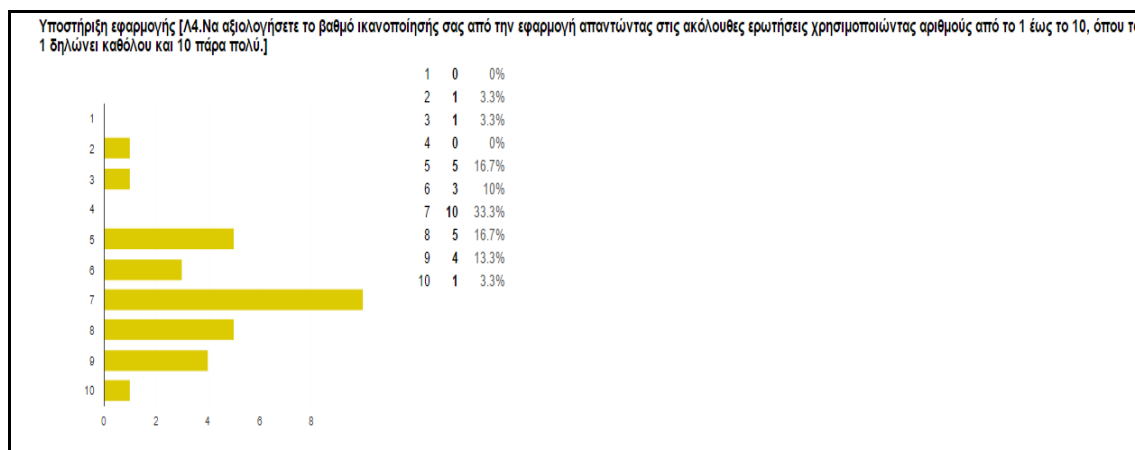 Υποστήριξη εφαρμογής [Λ4.Να αξιολογήσετε το βαθμό ικανοποίησής σας από την εφαρμογή απαντώντας στις ακόλουθες ερωτήσεις χρησιμοποιώντας αριθμούς από το 1 έως το 10, όπου
1 δηλώνει καθόλου και 10 πάρα πολύ.]
1 0 0%
2 1 3.3%
3 1 3.3%
4 0 0%
5 5 16.7%
6 3 10%
7 10 33.3%
8 5 16.7%
9 4 13.3%
10 1 3.3%
1
2
3
4
5
6
7
8
9
10
0 2 4 6 8